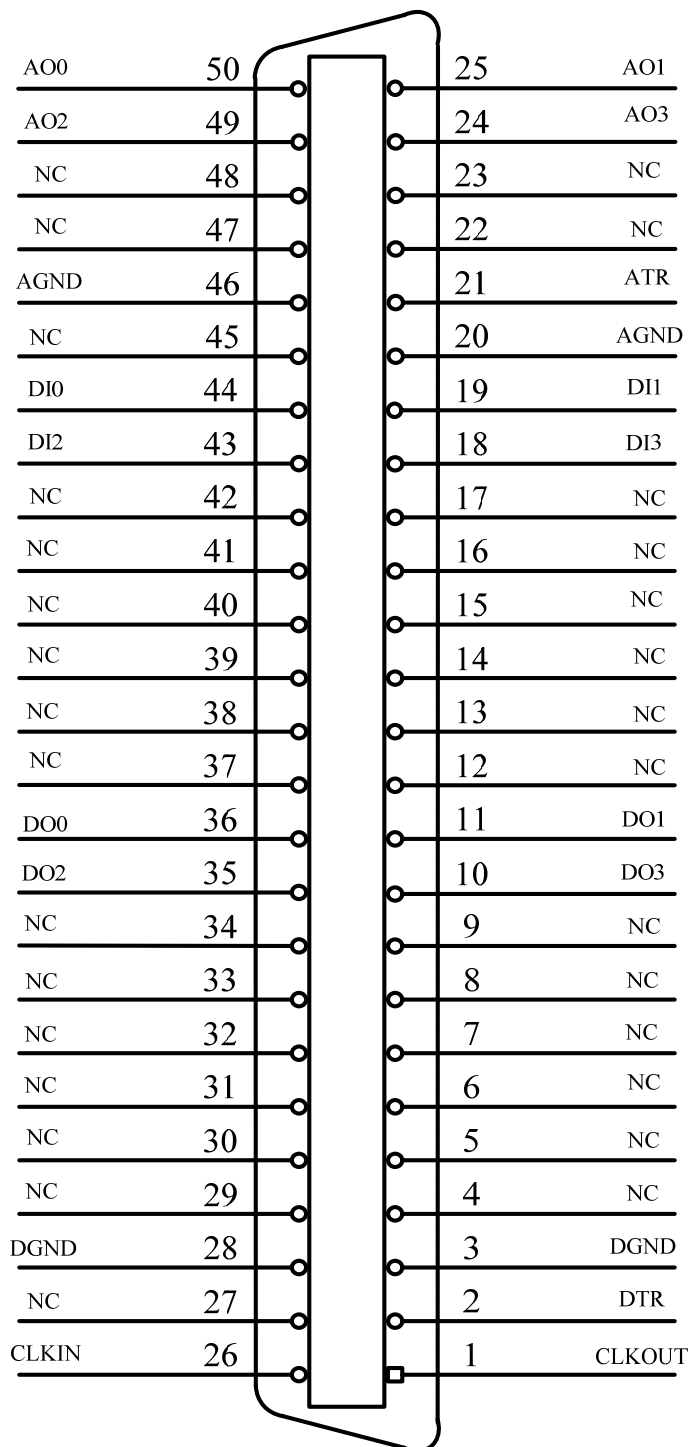 AO0 50 25 AO1
AO2 49 24 AO3
NC 48 23 NC
NC 47 22 NC
AGND 46 21 ATR
NC 45 20 AGND
DI0 44 19 DI1
DI2 43 18 DI3
NC 42 17 NC
NC 41 16 NC
NC 40 15 NC
NC 39 14 NC
NC 38 13 NC
NC 37 12 NC
DO0 36 11 DO1
DO2 35 10 DO3
NC 34 9 NC
NC 33 8 NC
NC 32 7 NC
NC 31 6 NC
NC 30 5 NC
NC 29 4 NC
DGND 28 3 DGND
NC 27 2 DTR
CLKIN 26 1 CLKOUT